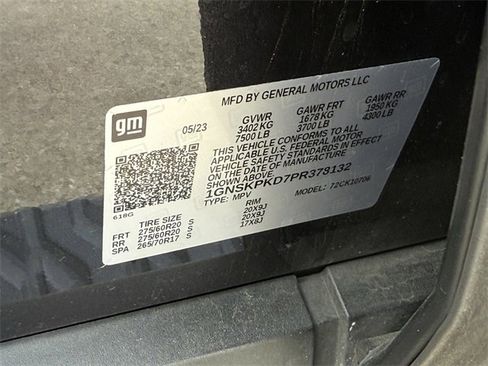 gm
MFD BY GENERAL MOTORS LLC
05/23 GVWR GAWR FRT GAWR RR
3402 KG 1678 KG 1950 KG
7500 LB 3700 LB 4300 LB
THIS VEHICLE CONFORMS TO ALL
APPLICABLE U.S. FEDERAL MOTOR
VEHICLE SAFETY STANDARDS IN EFFECT
ON THE DATE OF MANUFACTURE
1GNSKPKD7PR379132
TYPE: MPV MODEL: 72CK10706
618G
TIRE SIZE RIM
FRT 275/60R20 S 20X9J
RR 275/60R20 S 20X9J
SPA 265/70R17 S 17X8J